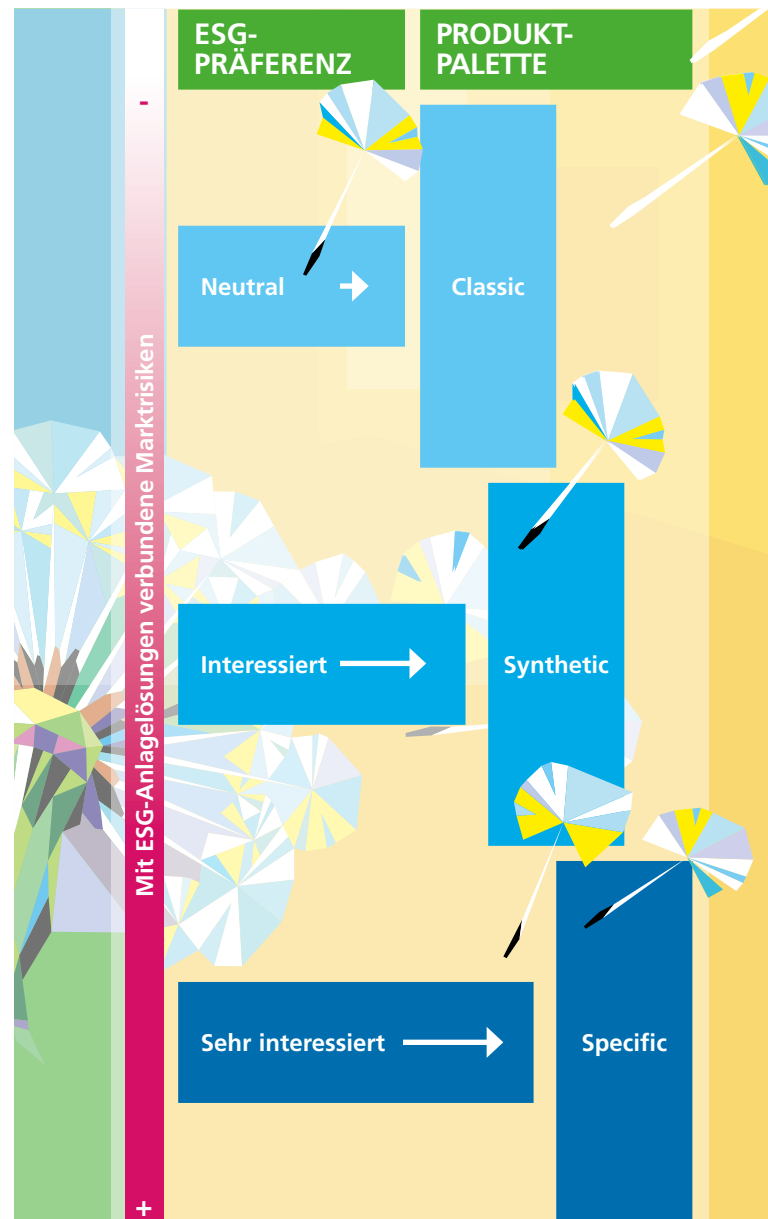 ESG-
PRÄFERENZ
PRODUKT-
PALETTE
-
Mit ESG-Anlagelösungen verbundene Marktrisiken
+
Neutral
Classic
Interessiert
Synthetic
Sehr interessiert
Specific